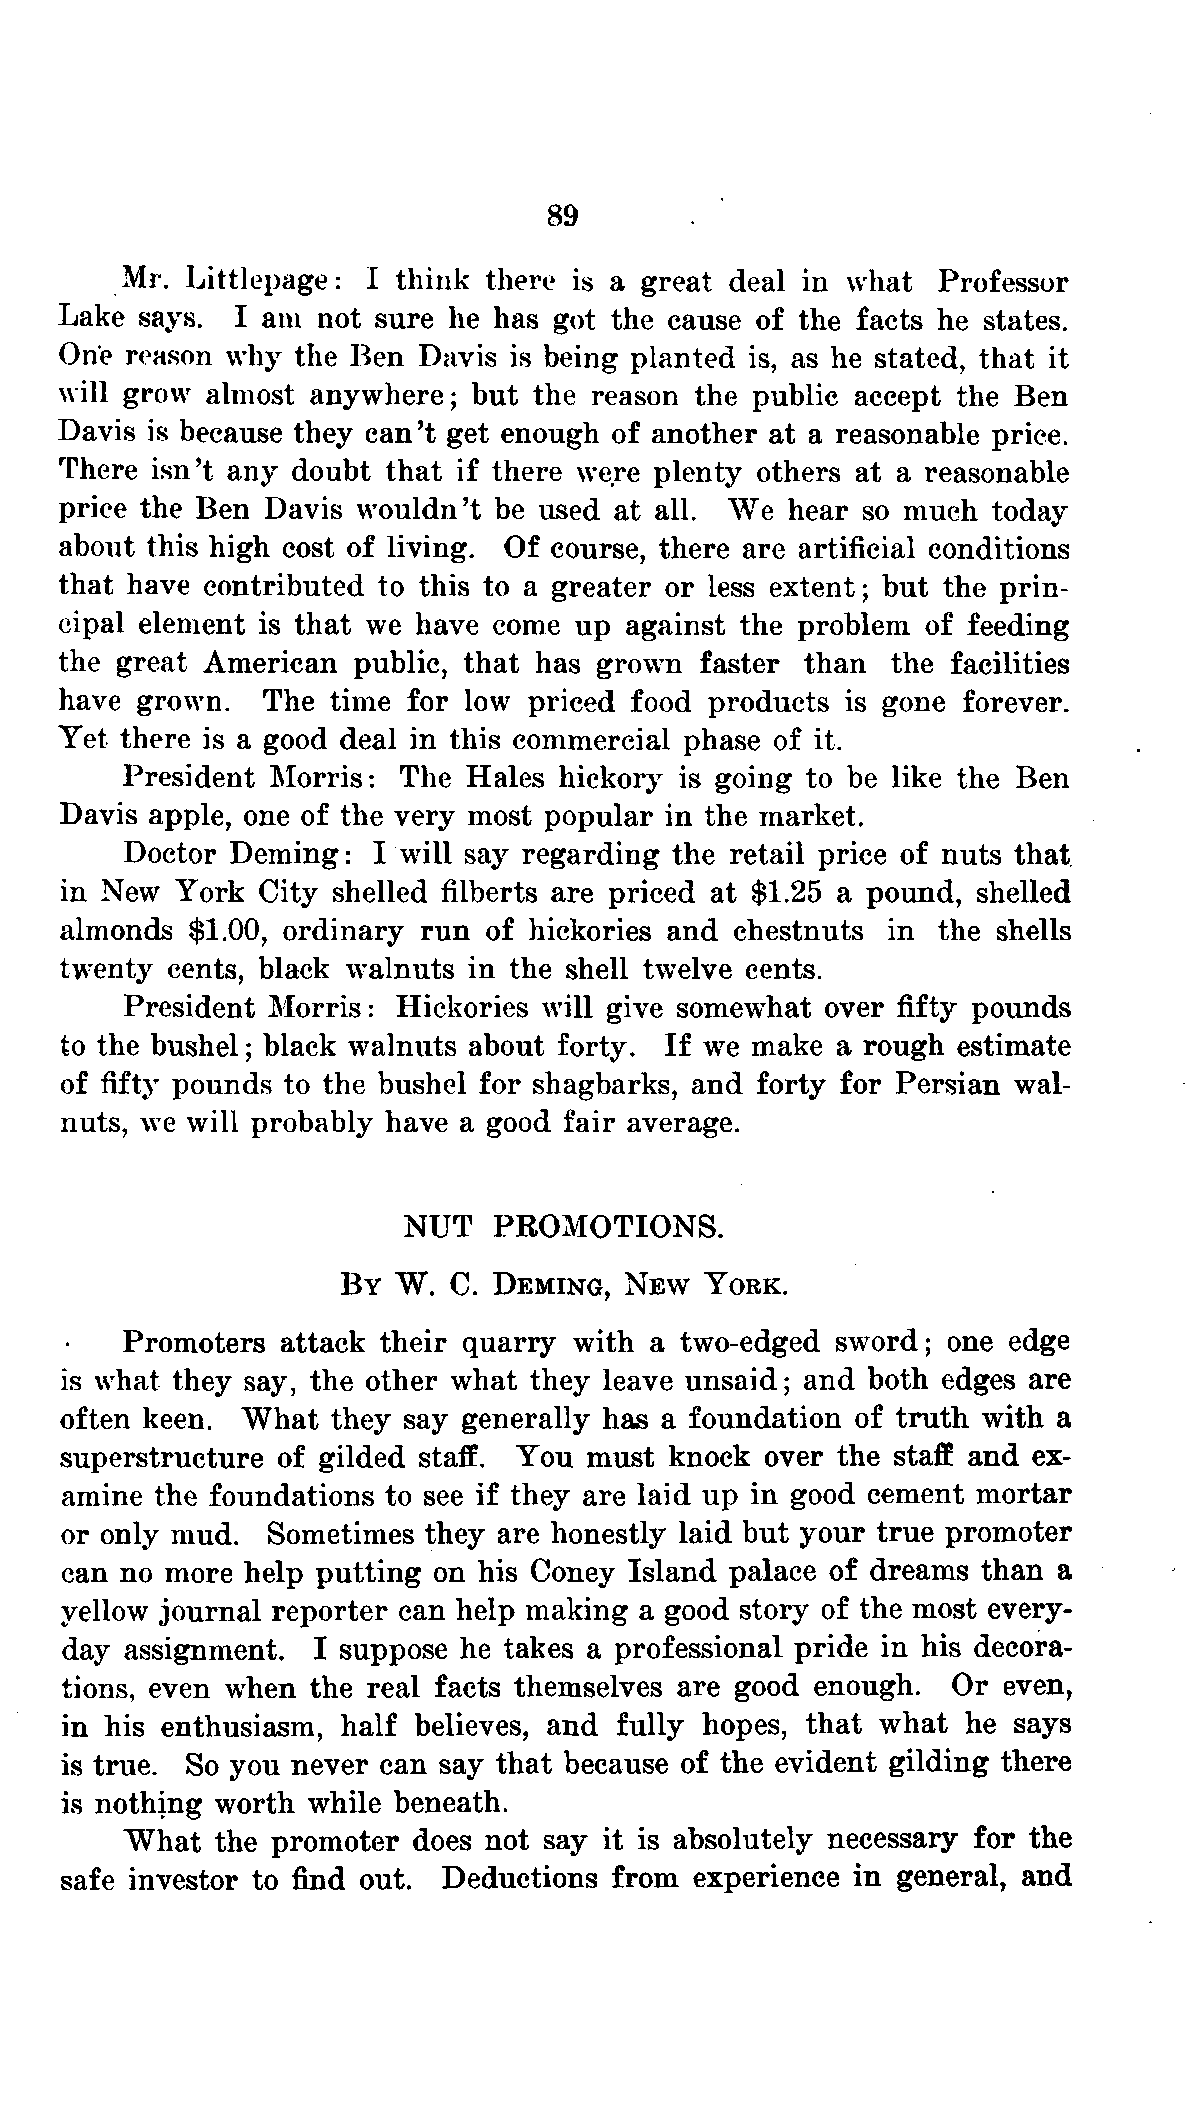 89
Mr. Littlepage: I think there is a great deal in what Professor
Lake says. I am not sure he has got the cause of the facts he states.
One reason why the Ben Davis is being planted is, as he stated, that it
will grow almost anywhere; but the reason the public accept the Ben
Davis is because they can't get enough of another at a reasonable price.
There isn't any doubt that if there were plenty others at a reasonable
price the Ben Davis wouldn't be used at all. We hear so much today
about this high cost of living. Of course, there are artificial conditions
that have contributed to this to a greater or less extent; but the prin-
cipal element is that we have come up against the problem of feeding
the great American public, that has grown faster than the facilities
have grown. The time for low priced food products is gone forever.
Yet there is a good deal in this commercial phase of it.
President Morris: The Hales hickory is going to be like the Ben
Davis apple, one of the very most popular in the market.
Doctor Deming: I will say regarding the retail price of nuts that
in New York City shelled filberts are priced at $1.25 a pound, shelled
almonds $1.00, ordinary run of hickories and chestnuts in the shells
twenty cents, black walnuts in the shell twelve cents.
President Morris: Hickories will give somewhat over fifty pounds
to the bushel; black walnuts about forty. If we make a rough estimate
of fifty pounds to the bushel for shagbarks, and forty for Persian wal-
nuts, we will probably have a good fair average.
NUT PROMOTIONS.
BY W. C. DEMING, NEW YORK.
Promoters attack their quarry with a two-edged sword; one edge
is what they say, the other what they leave unsaid; and both edges are
often keen. What they say generally has a foundation of truth with a
superstructure of gilded staff. You must knock over the staff and ex-
amine the foundations to see if they are laid up in good cement mortar
or only mud. Sometimes they are honestly laid but your true promoter
can no more help putting on his Coney Island palace of dreams than a
yellow journal reporter can help making a good story of the most every-
day assignment. I suppose he takes a professional pride in his decora-
tions, even when the real facts themselves are good enough. Or even,
in his enthusiasm, half believes, and fully hopes, that what he says
is true. So you never can say that because of the evident gilding there
is nothing worth while beneath.
What the promoter does not say it is absolutely necessary for the
safe investor to find out. Deductions from experience in general, and